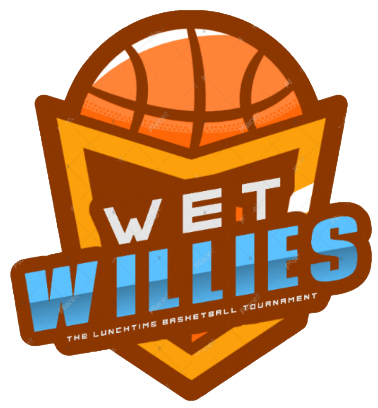 WET
WILLIES
THE LUNCHTIME BASKETBALL TOURNAMENT